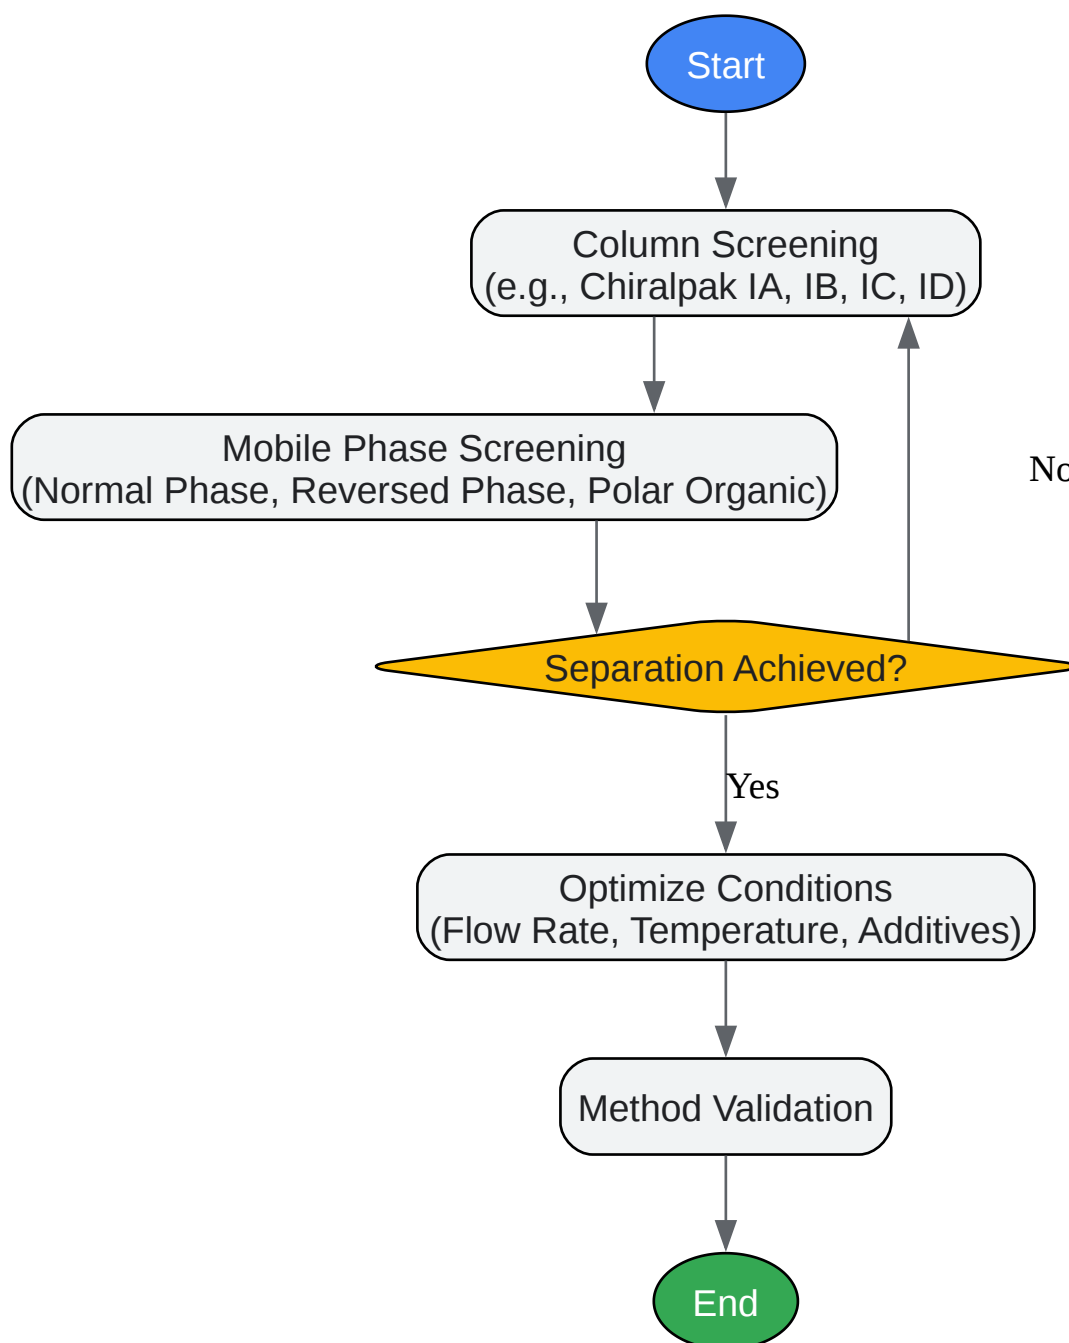 Start
Column Screening
(e.g., Chiralpak IA, IB, IC, ID)
Mobile Phase Screening
(Normal Phase, Reversed Phase, Polar Organic)
No
Separation Achieved?
Yes
Optimize Conditions
(Flow Rate, Temperature, Additives)
Method Validation
End